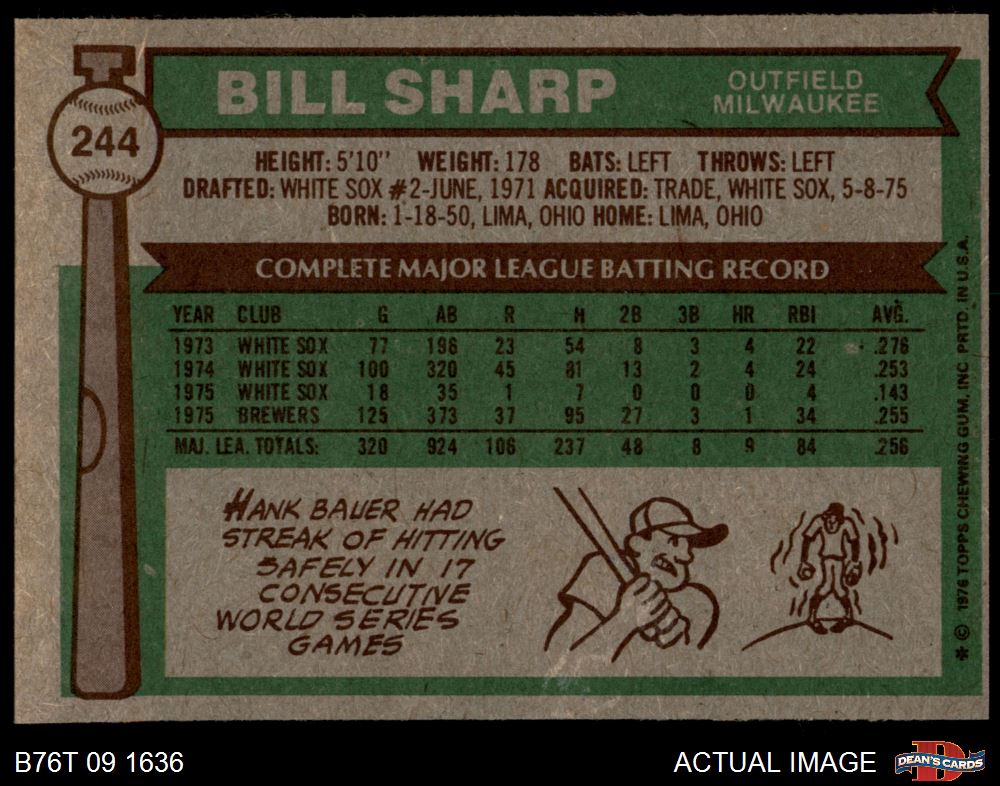 244
BILL SHARP
OUTFIELD
MILWAUKEE
HEIGHT: 5'10" WEIGHT: 178 BATS: LEFT THROWS: LEFT
DRAFTED: WHITE SOX #2-JUNE, 1971 ACQUIRED: TRADE, WHITE SOX, 5-8-75
BORN: 1-18-50, LIMA, OHIO HOME: LIMA, OHIO
COMPLETE MAJOR LEAGUE BATTING RECORD
YEAR CLUB G AB R H 2B 3B HR RBI AVG.
1973 WHITE SOX 77 196 23 54 8 3 4 22 .276
1974 WHITE SOX 100 320 45 81 13 2 4 24 .253
1975 WHITE SOX 18 35 1 7 0 0 0 4 .143
1975 BREWERS 125 373 37 95 27 3 1 34 .255
MAJ. LEA. TOTALS: 320 924 106 237 48 8 9 84 .256
HANK BAUER HAD
STREAK OF HITTING
SAFELY IN 17
CONSECUTIVE
WORLD SERIES
GAMES
* © 1976 TOPPS CHEWING GUM, INC PRTD. IN U.S.A.
B76T 09 1636
ACTUAL IMAGE
D
DEAN'S CARDS